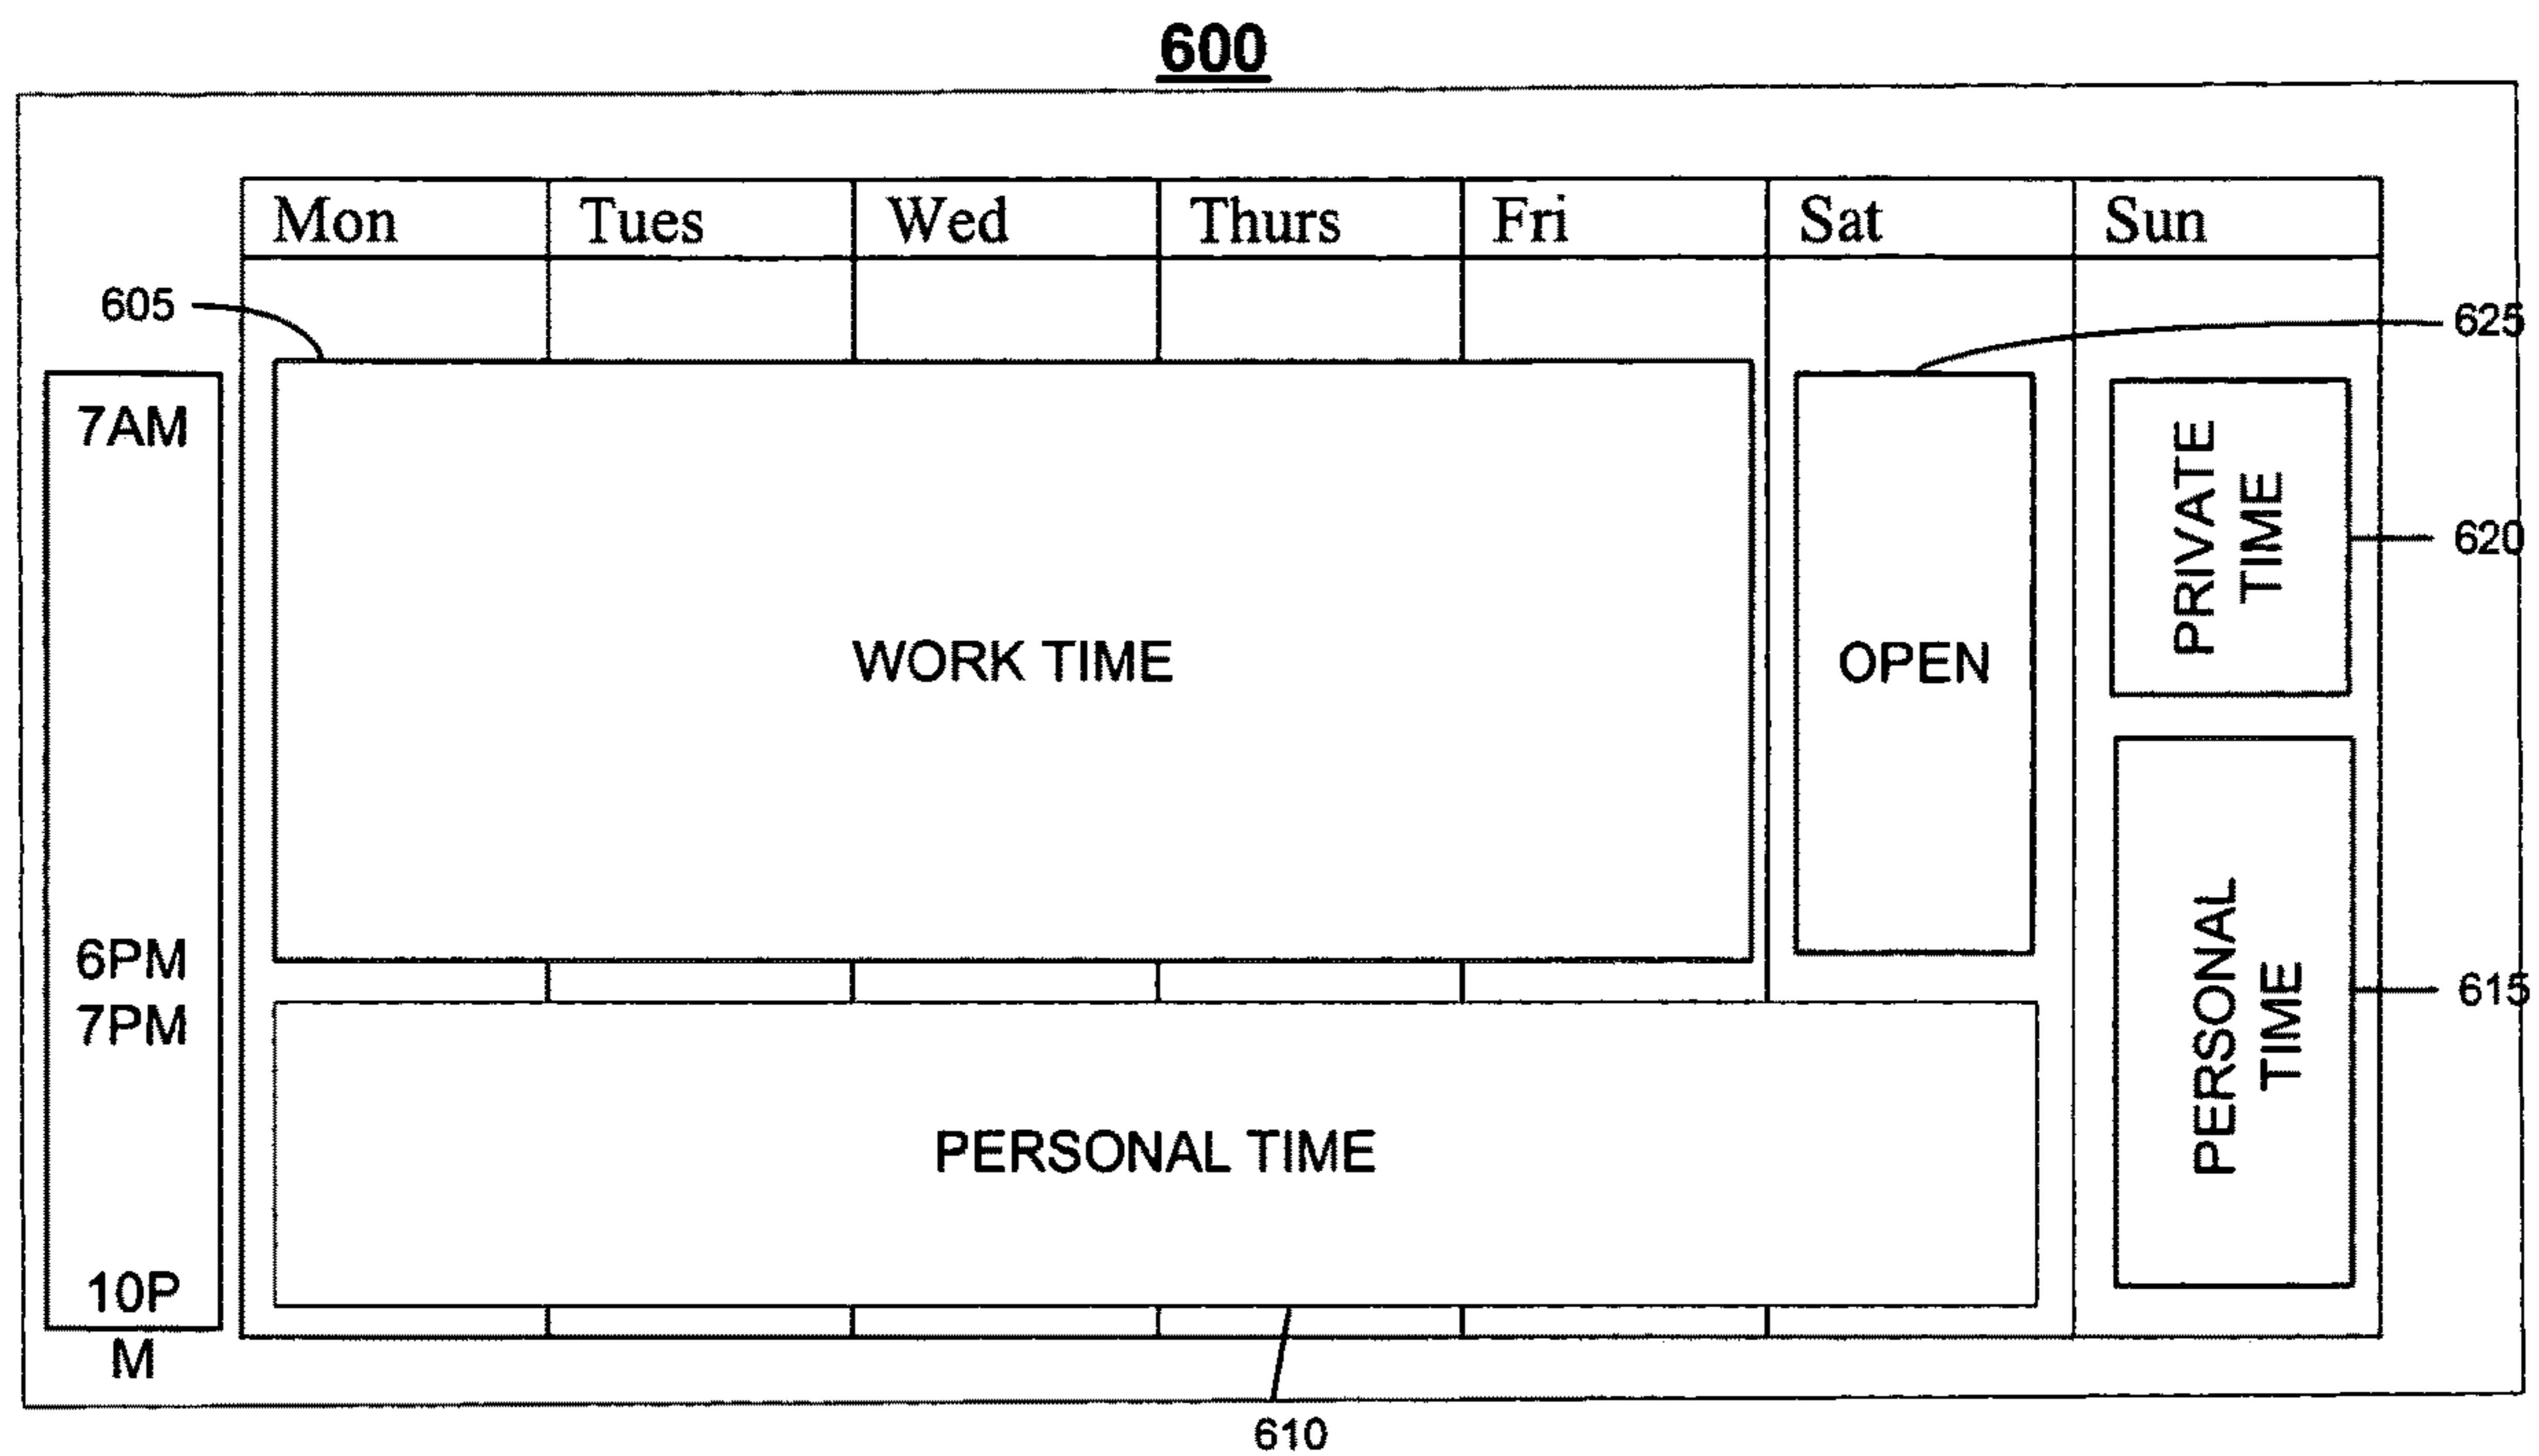 600
Mon Tues Wed Thurs Fri Sat Sun
605
625
7AM
PRIVATE
TIME
620
WORK TIME
OPEN
6PM
7PM
PERSONAL
TIME
615
PERSONAL TIME
10P
M
610